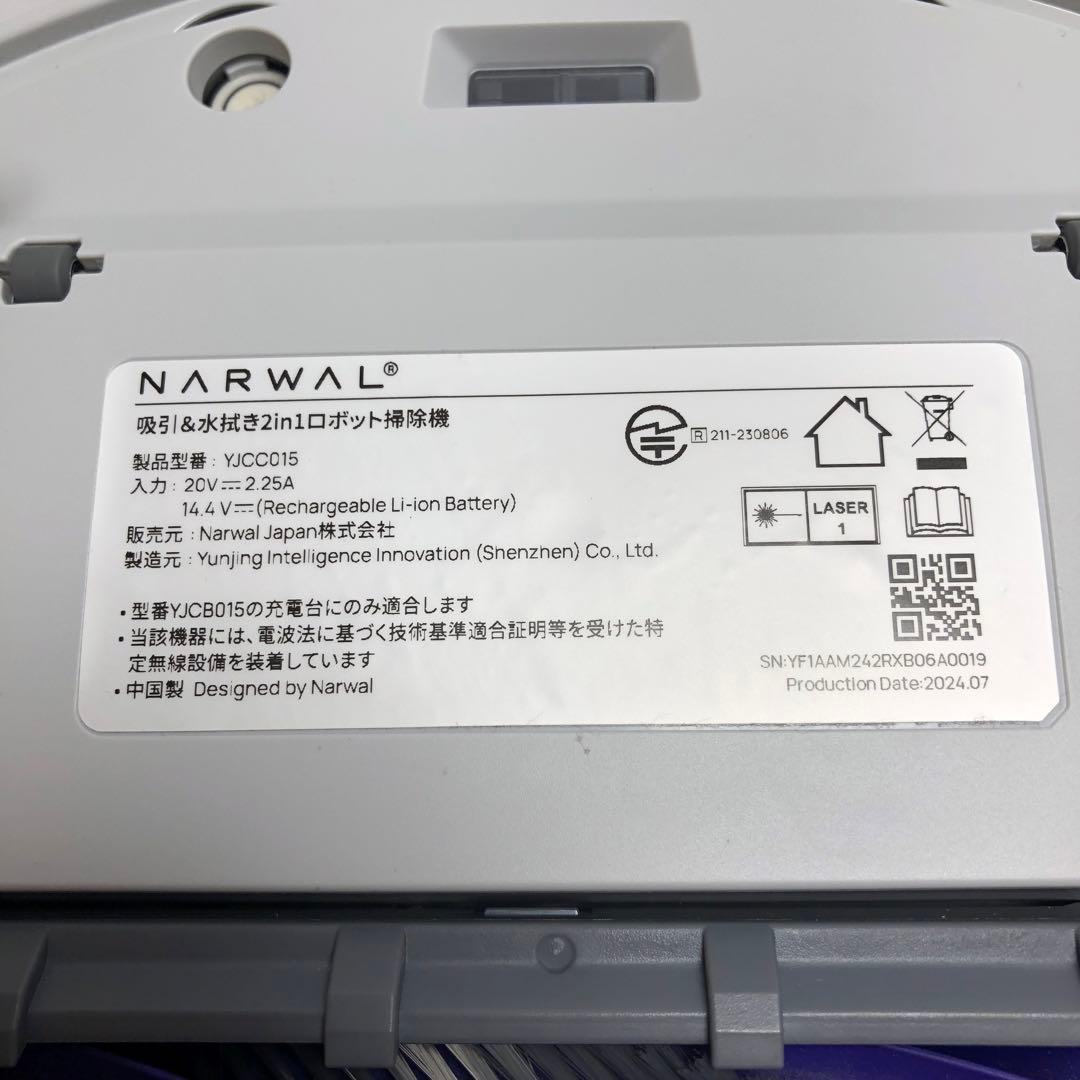 NARWAL®
吸引&水拭き2in1ロボット掃除機
製品型番：YJCC015
入力：20V⎓2.25A
14.4V⎓(Rechargeable Li-ion Battery)
販売元：Narwal Japan株式会社
製造元：Yunjing Intelligence Innovation (Shenzhen) Co., Ltd.
・型番YJCB015の充電台にのみ適合します
・当該機器には、電波法に基づく技術基準適合証明等を受けた特
定無線設備を装着しています
・中国製 Designed by Narwal
R 211-230806
LASER
1
SN:YF1AAM242RXB06A0019
Production Date:2024.07